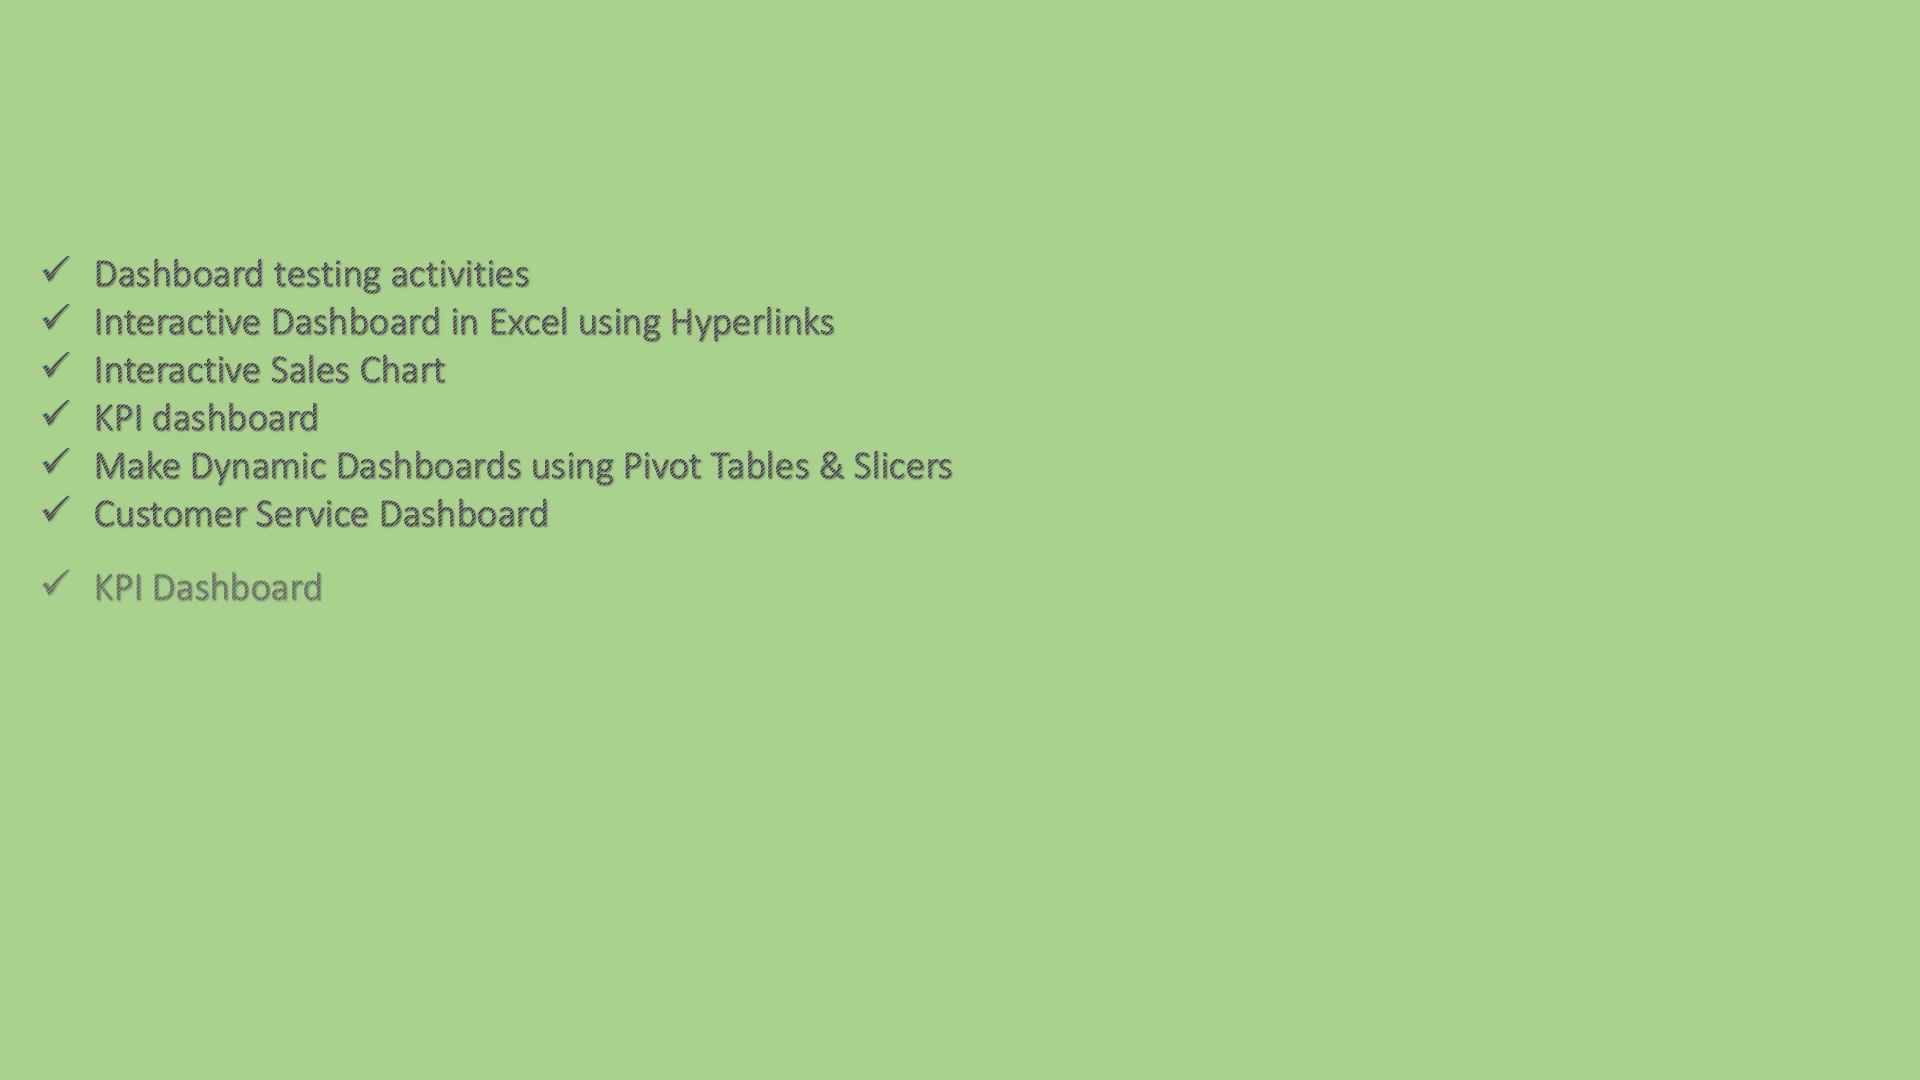 ✓ Dashboard testing activities
✓ Interactive Dashboard in Excel using Hyperlinks
✓ Interactive Sales Chart
✓ KPI dashboard
✓ Make Dynamic Dashboards using Pivot Tables & Slicers
✓ Customer Service Dashboard
✓ KPI Dashboard